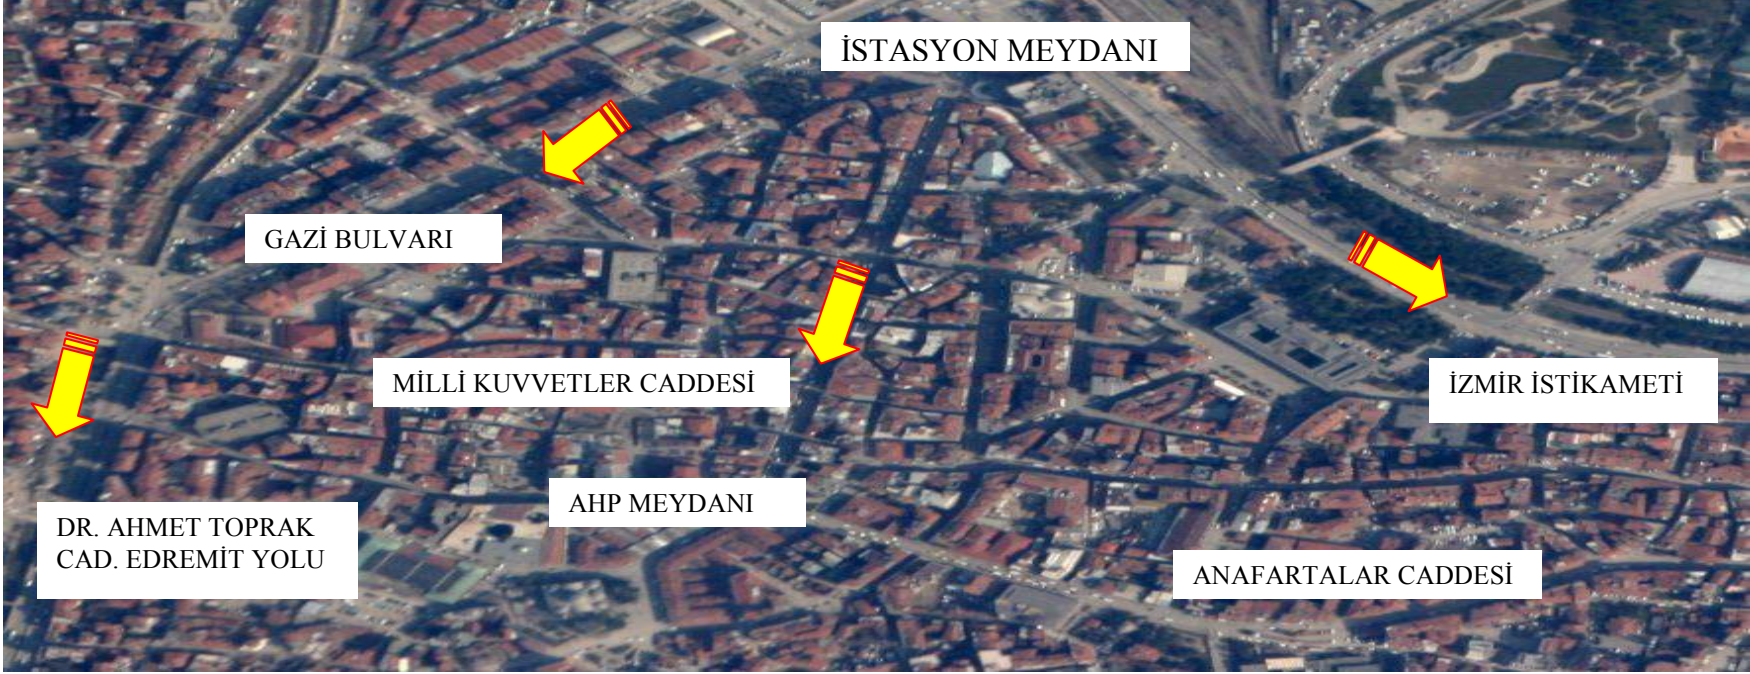 İSTASYON MEYDANI
GAZİ BULVARI
MİLLİ KUVVETLER CADDESİ
İZMİR İSTİKAMETİ
AHP MEYDANI
DR. AHMET TOPRAK
CAD. EDREMİT YOLU
ANAFARTALAR CADDESİ